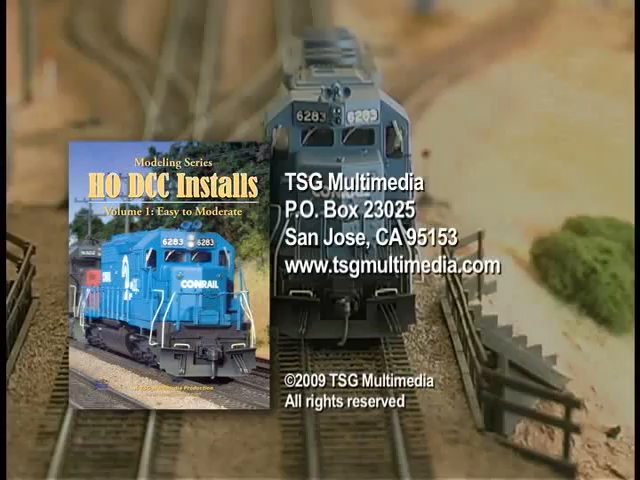 6283 6283
Modeling Series
HO DCC Installs
Volume 1: Easy to Moderate
6283 6283
CONRAIL
TSG Multimedia
P.O. Box 23025
San Jose, CA 95153
www.tsgmultimedia.com
©2009 TSG Multimedia
All rights reserved